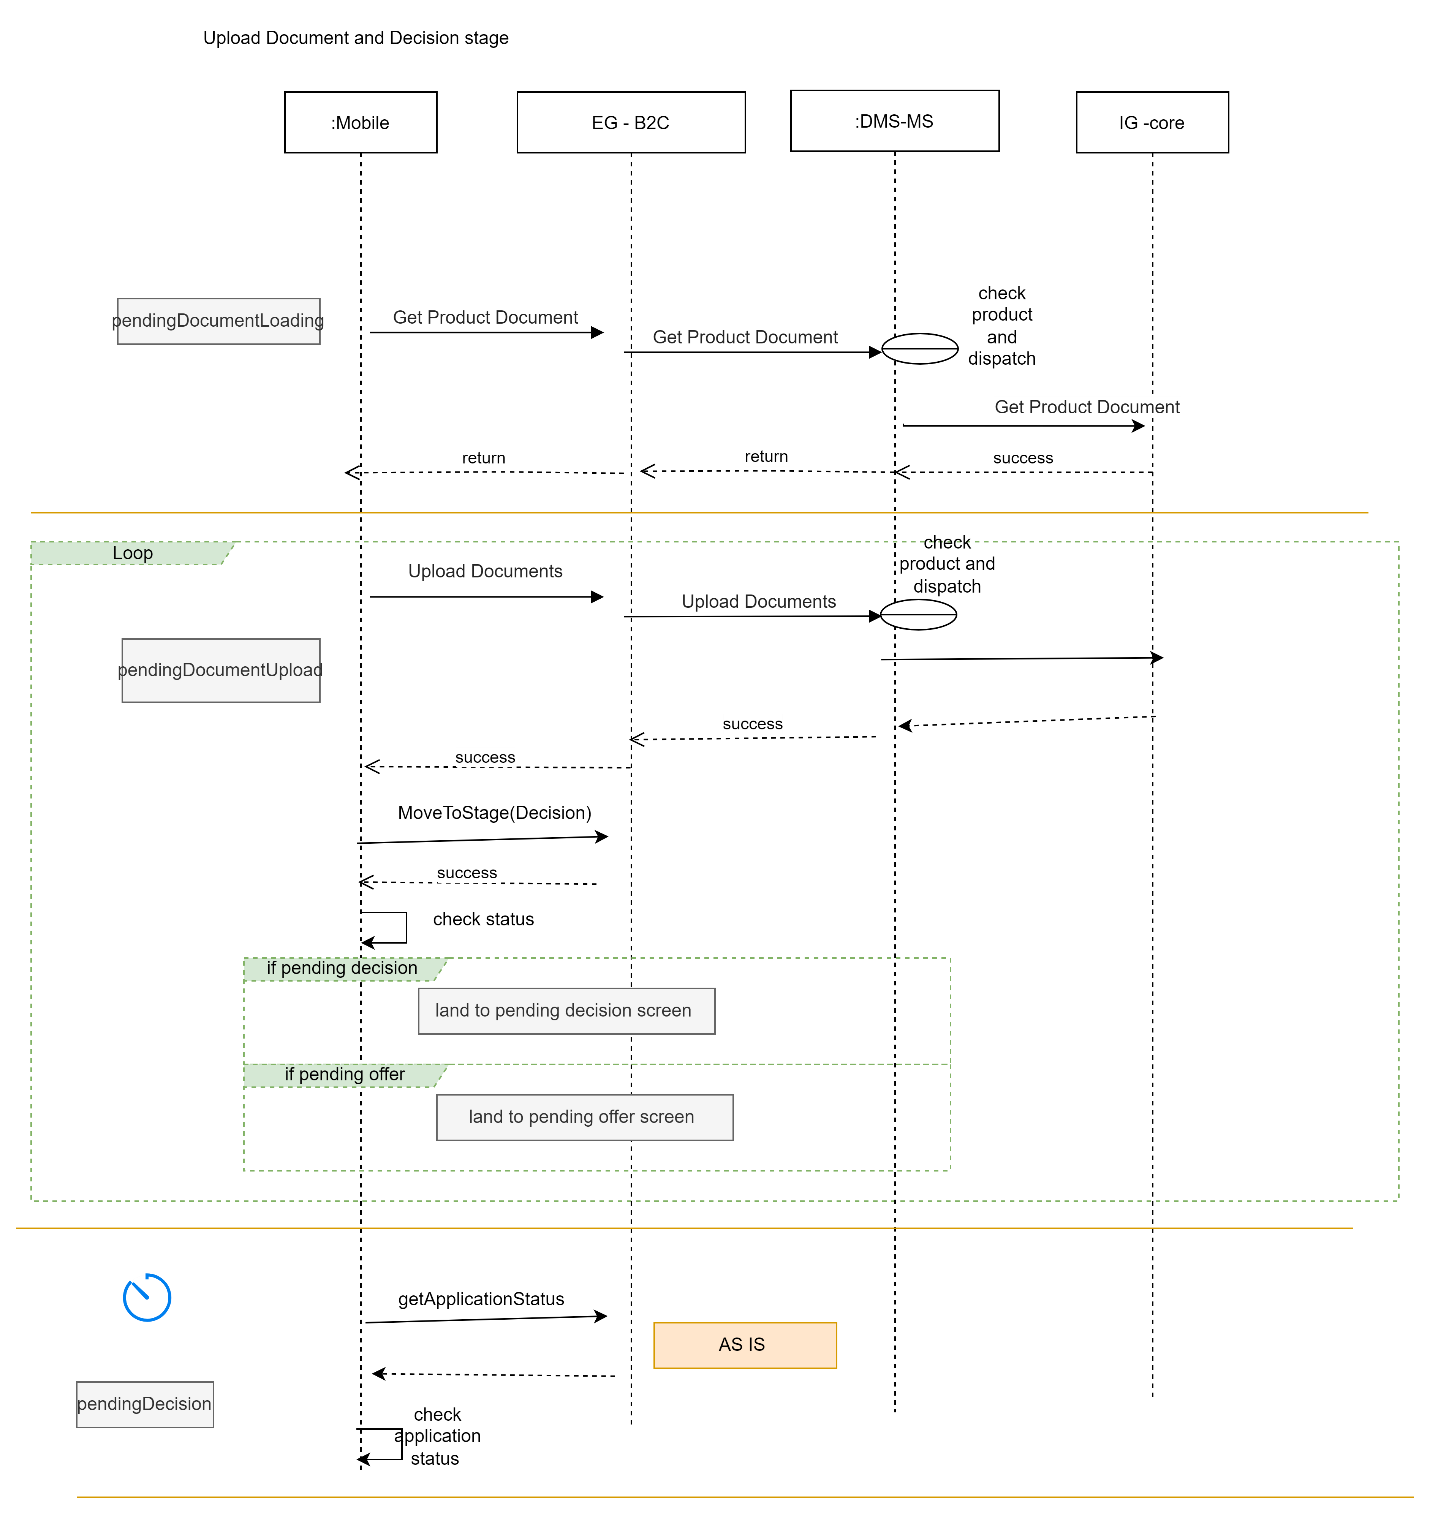 Upload Document and Decision stage
:Mobile
EG - B2C
:DMS-MS
IG -core
pendingDocumentLoading
Get Product Document
Get Product Document
check
product
and
dispatch
Get Product Document
return
return
success
Loop
Upload Documents
check
product and
dispatch
Upload Documents
pendingDocumentUpload
success
success
MoveToStage(Decision)
success
check status
if pending decision
land to pending decision screen
if pending offer
land to pending offer screen
getApplicationStatus
AS IS
pendingDecision
check
application
status